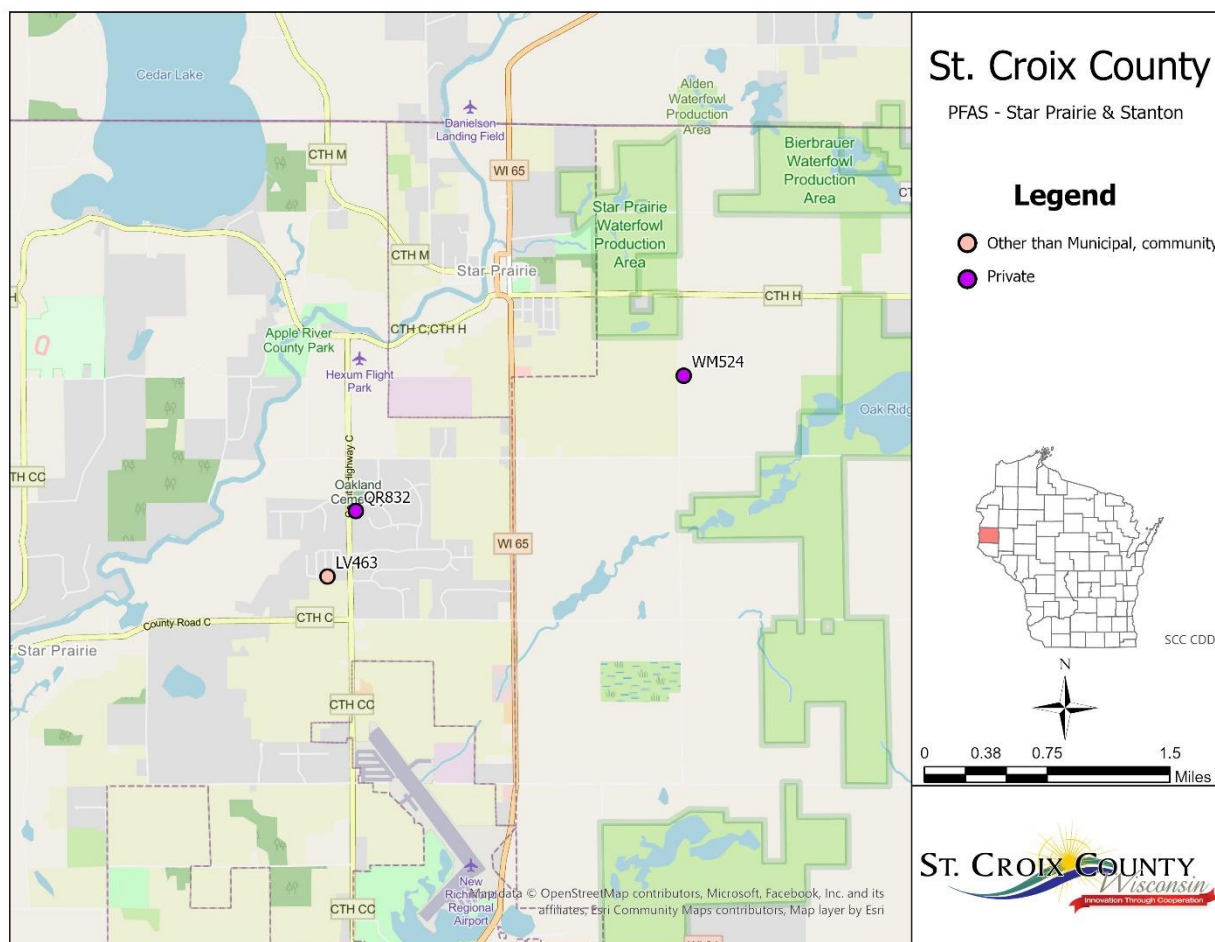 Cedar Lake
CTH M
Danielson
Landing Field
WI 65
Alden
Waterfowl
Production
Area
Bierbrauer
Waterfowl
Production
Area
Star Prairie
Waterfowl
Production
Area
CTH M
Star Prairie
CTH H
CTH C;CTH H
Apple River
County Park
Hexum Flight
Park
WM524
Oak Ridg
TH CC
Oakland
QR832
WI 65
LV463
CTH C
County Road C
Star Prairie
CTH CC
New
Regional
Airport
CTH CC
Map data © OpenStreetMap contributors, Microsoft, Facebook, Inc. and its
affiliates, Esri Community Maps contributors, Map layer by Esri
St. Croix County
PFAS - Star Prairie & Stanton
Legend
Other than Municipal, community
Private
SCC CDD
N
0 0.38 0.75 1.5
Miles
ST. CROIX COUNTY
Wisconsin
Innovation Through Cooperation